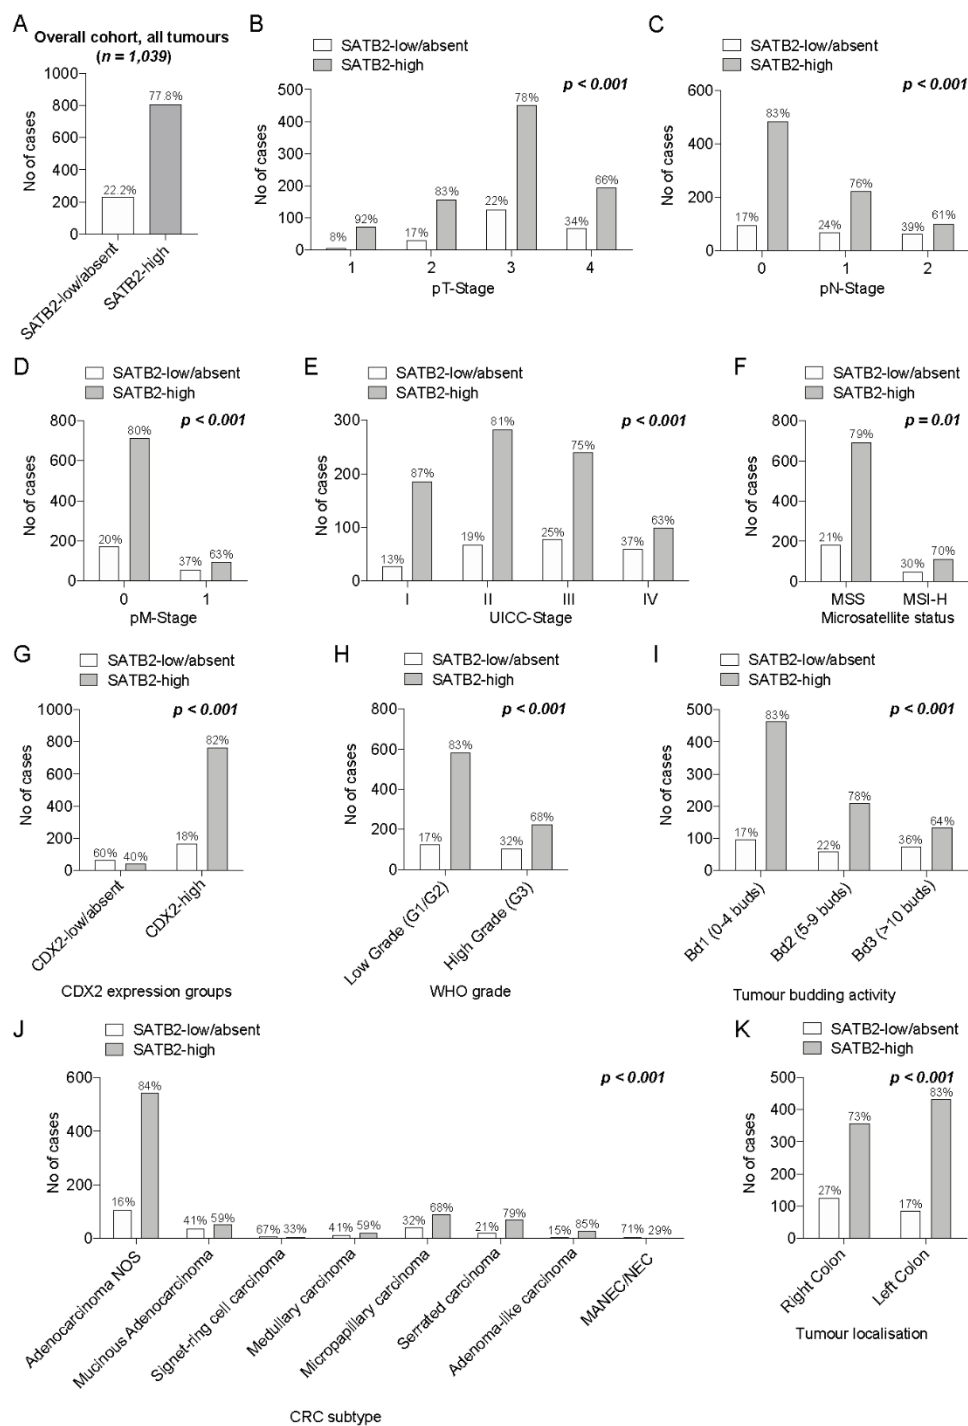 A
Overall cohort, all tumours
(n = 1,039)
No of cases
1000
800
600
400
200
0
22.2%
77.8%
SATB2-low/absent
SATB2-high
B
SATB2-low/absent
SATB2-high
p < 0.001
No of cases
500
400
300
200
100
0
8%
92%
17%
83%
22%
78%
34%
66%
1
2
3
4
pT-Stage
C
SATB2-low/absent
SATB2-high
p < 0.001
No of cases
600
400
200
0
17%
83%
24%
76%
39%
61%
0
1
2
pN-Stage
D
SATB2-low/absent
SATB2-high
p < 0.001
No of cases
800
600
400
200
0
20%
80%
37%
63%
0
1
pM-Stage
E
SATB2-low/absent
SATB2-high
p < 0.001
No of cases
300
200
100
0
13%
87%
19%
81%
25%
75%
37%
63%
I
II
III
IV
UICC-Stage
F
SATB2-low/absent
SATB2-high
p = 0.01
No of cases
800
600
400
200
0
21%
79%
30%
70%
MSS
MSI-H
Microsatellite status
G
SATB2-low/absent
SATB2-high
p < 0.001
No of cases
1000
800
600
400
200
0
60%
40%
18%
82%
CDX2-low/absent
CDX2-high
CDX2 expression groups
H
SATB2-low/absent
SATB2-high
p < 0.001
No of cases
800
600
400
200
0
17%
83%
32%
68%
Low Grade (G1/G2)
High Grade (G3)
WHO grade
I
SATB2-low/absent
SATB2-high
p < 0.001
No of cases
500
400
300
200
100
0
17%
83%
22%
78%
36%
64%
Bd1 (0-4 buds)
Bd2 (5-9 buds)
Bd3 (>10 buds)
Tumour budding activity
J
SATB2-low/absent
SATB2-high
p < 0.001
No of cases
600
400
200
0
16%
84%
41%
59%
67%
33%
41%
59%
32%
68%
21%
79%
15%
85%
71%
29%
Adenocarcinoma NOS
Mucinous Adenocarcinoma
Signet-ring cell carcinoma
Medullary carcinoma
Micropapillary carcinoma
Serrated carcinoma
Adenoma-like carcinoma
MANEC/NEC
CRC subtype
K
SATB2-low/absent
SATB2-high
p < 0.001
No of cases
500
400
300
200
100
0
27%
73%
17%
83%
Right Colon
Left Colon
Tumour localisation